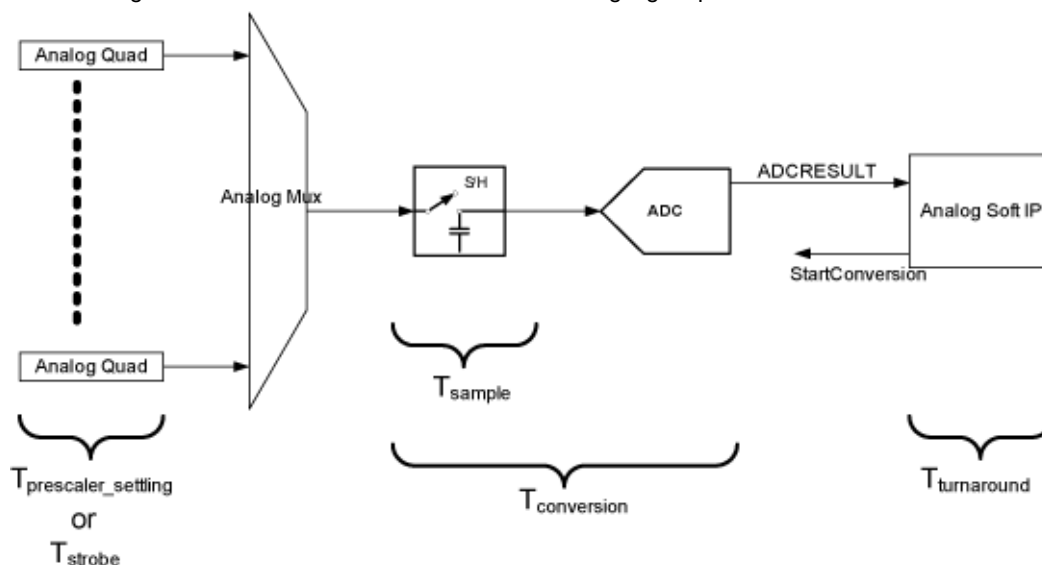 Analog Quad
S/H
ADCRESULT
Analog Mux
ADC
Analog Soft IP
StartConversion
Analog Quad
Tsample
Tprescaler_settling
or
Tstrobe
Tconversion
Tturnaround